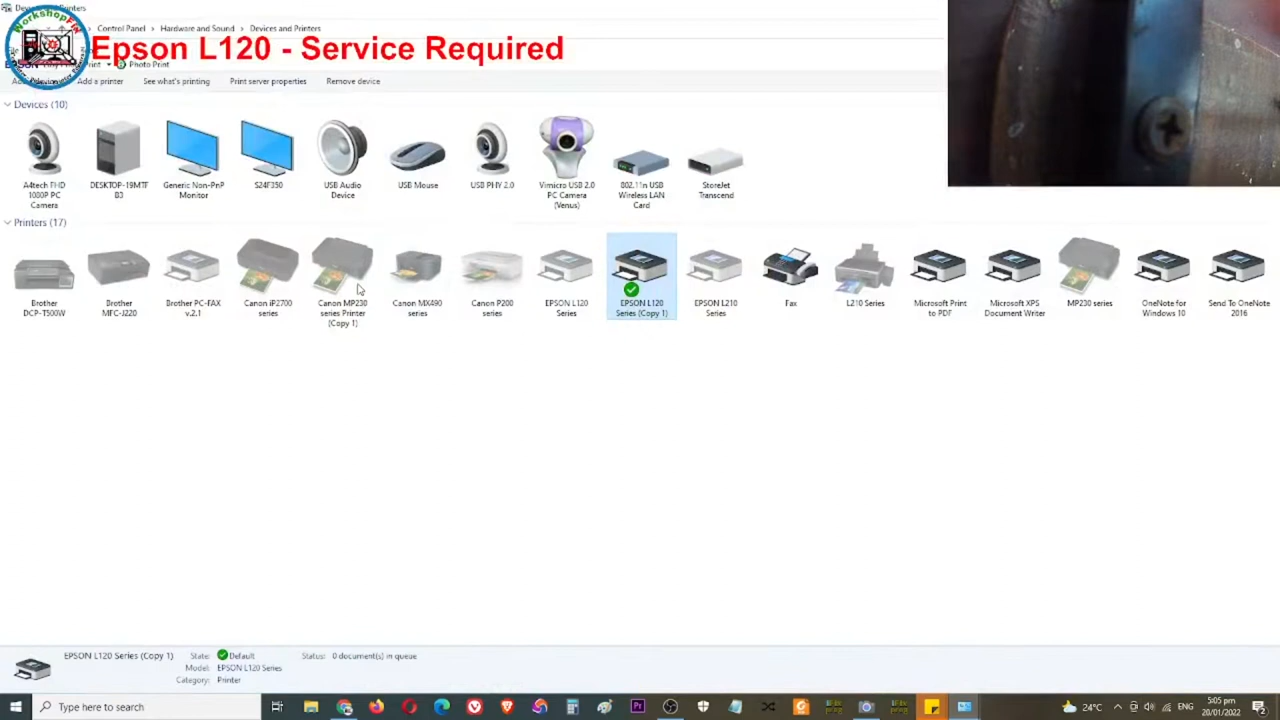 Control Panel > Hardware and Sound > Devices and Printers
WorkshopFix
Epson L120 - Service Required
Photo Print
Add a printer See what's printing Print server properties Remove device
Devices (10)
A4tech FHD 1080P PC Camera
DESKTOP-19MTF B3
Generic Non-PnP Monitor
S24F350
USB Audio Device
USB Mouse
USB PHY 2.0
Vimicro USB 2.0 PC Camera (Venus)
802.11n USB Wireless LAN Card
StoreJet Transcend
Printers (17)
Brother DCP-T500W
Brother MFC-J220
Brother PC-FAX v.2.1
Canon iP2700 series
Canon MP230 series Printer (Copy 1)
Canon MX490 series
Canon P200 series
EPSON L120 Series
EPSON L120 Series (Copy 1)
EPSON L210 Series
Fax
L210 Series
Microsoft Print to PDF
Microsoft XPS Document Writer
MP230 series
OneNote for Windows 10
Send To OneNote 2016
EPSON L120 Series (Copy 1) State: Default Status: 0 document(s) in queue
Model: EPSON L120 Series
Category: Printer
Type here to search
24°C ENG 5:05 pm
20/01/2022